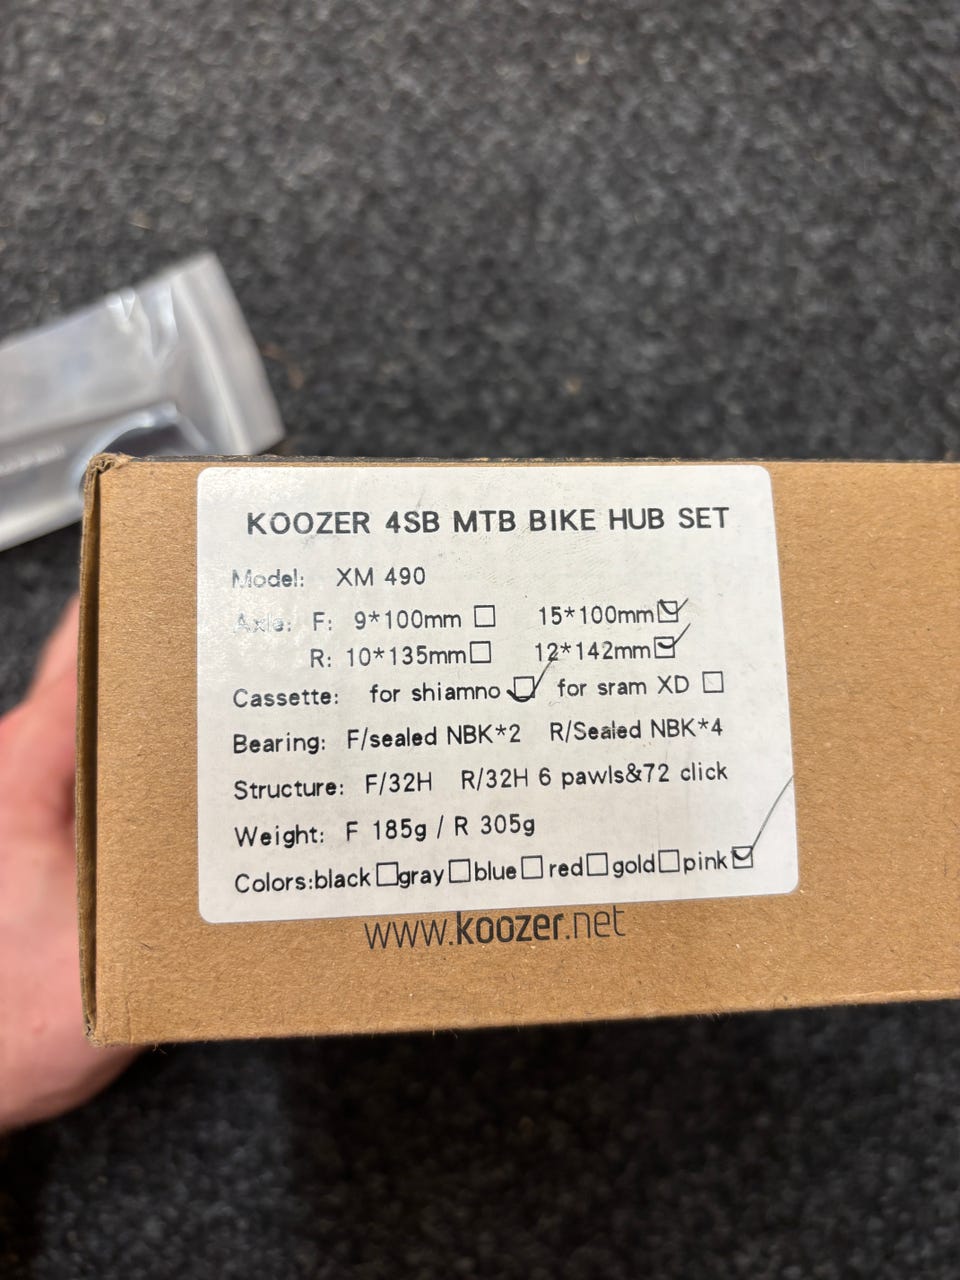 KOOZER 4SB MTB BIKE HUB SET
Model: XM 490
Axle: F: 9*100mm ☐ 15*100mm ☑
R: 10*135mm ☐ 12*142mm ☑
Cassette: for shiamno ☑ for sram XD ☐
Bearing: F/sealed NBK*2 R/Sealed NBK*4
Structure: F/32H R/32H 6 pawls&72 click
Weight: F 185g / R 305g
Colors:black ☐ gray ☐ blue ☐ red ☐ gold ☐ pink ☑
www.koozer.net